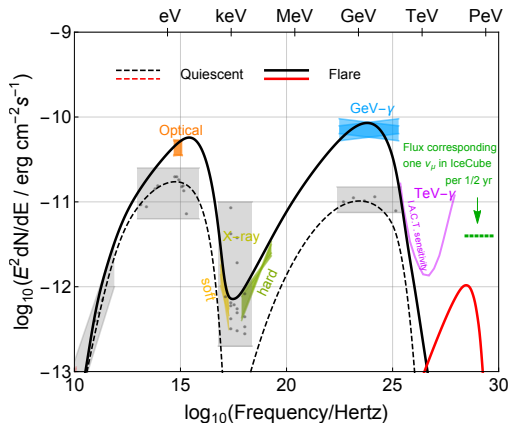 eV keV MeV GeV TeV PeV
-9
-10
-11
-12
-13
log₁₀(E²dN/dE / erg cm⁻²s⁻¹)
Quiescent
Flare
Optical
GeV-γ
Flux corresponding
one νμ in IceCube
per 1/2 yr
TeV-γ
I.A.C.T. sensitivity
X-ray
soft
hard
10 15 20 25 30
log₁₀(Frequency/Hertz)